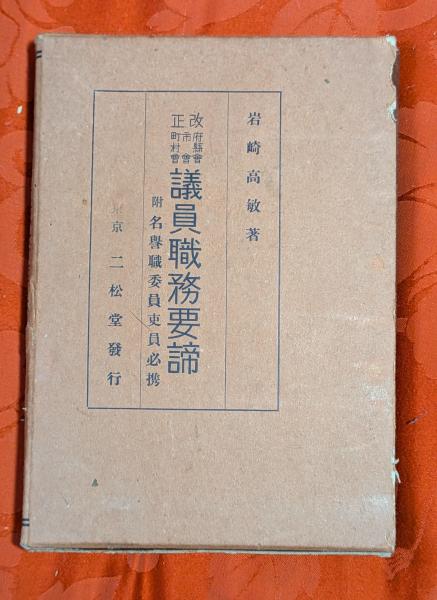 岩崎高敏著
改正
府縣會
市會
町村會
議員職務要諦
附名譽職委員吏員必携
東京 二松堂發行